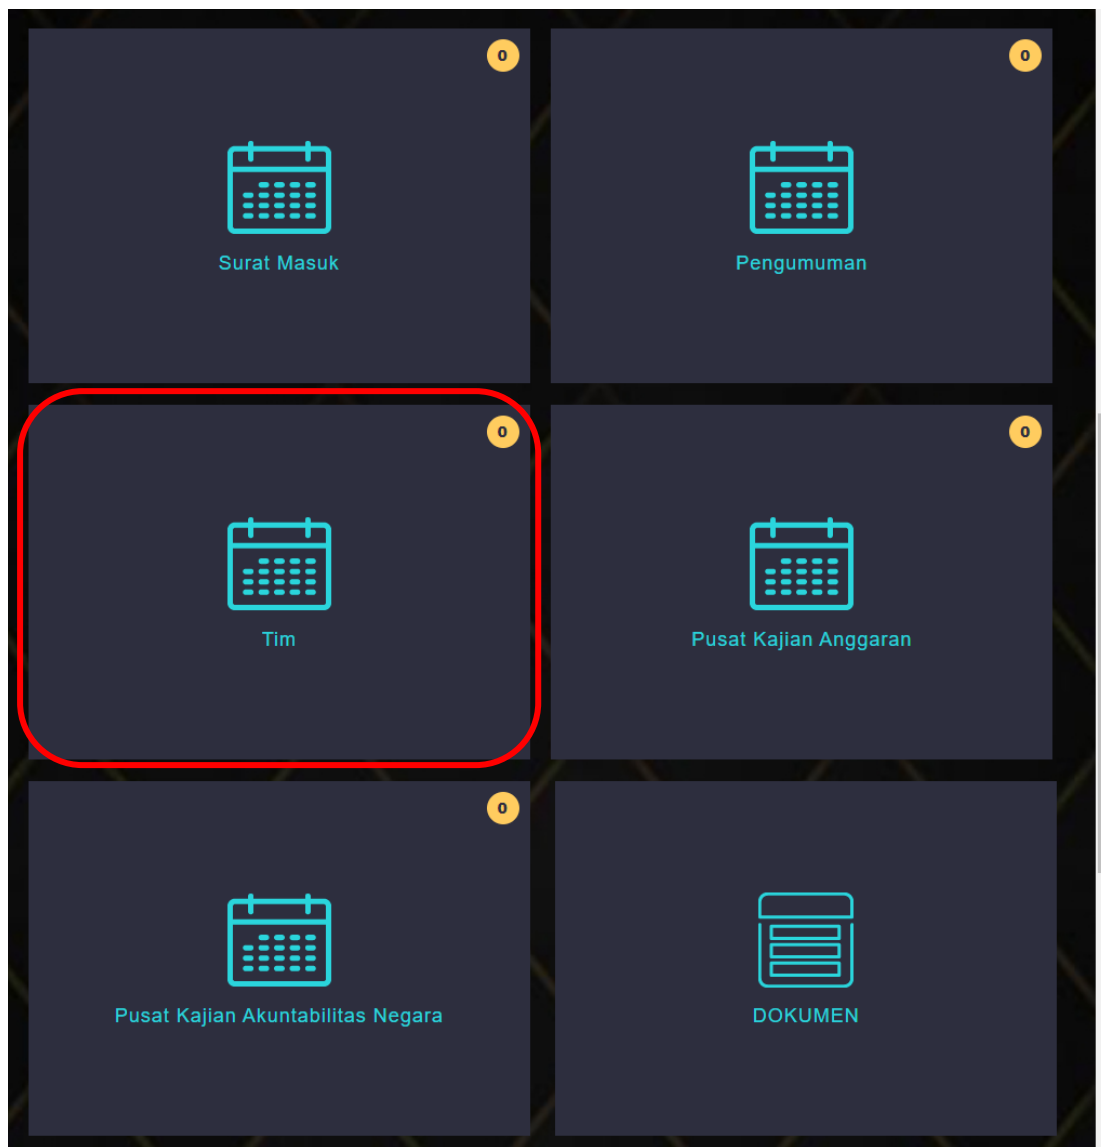 0
0
Surat Masuk
Pengumuman
0
0
Tim
Pusat Kajian Anggaran
0
Pusat Kajian Akuntabilitas Negara
DOKUMEN